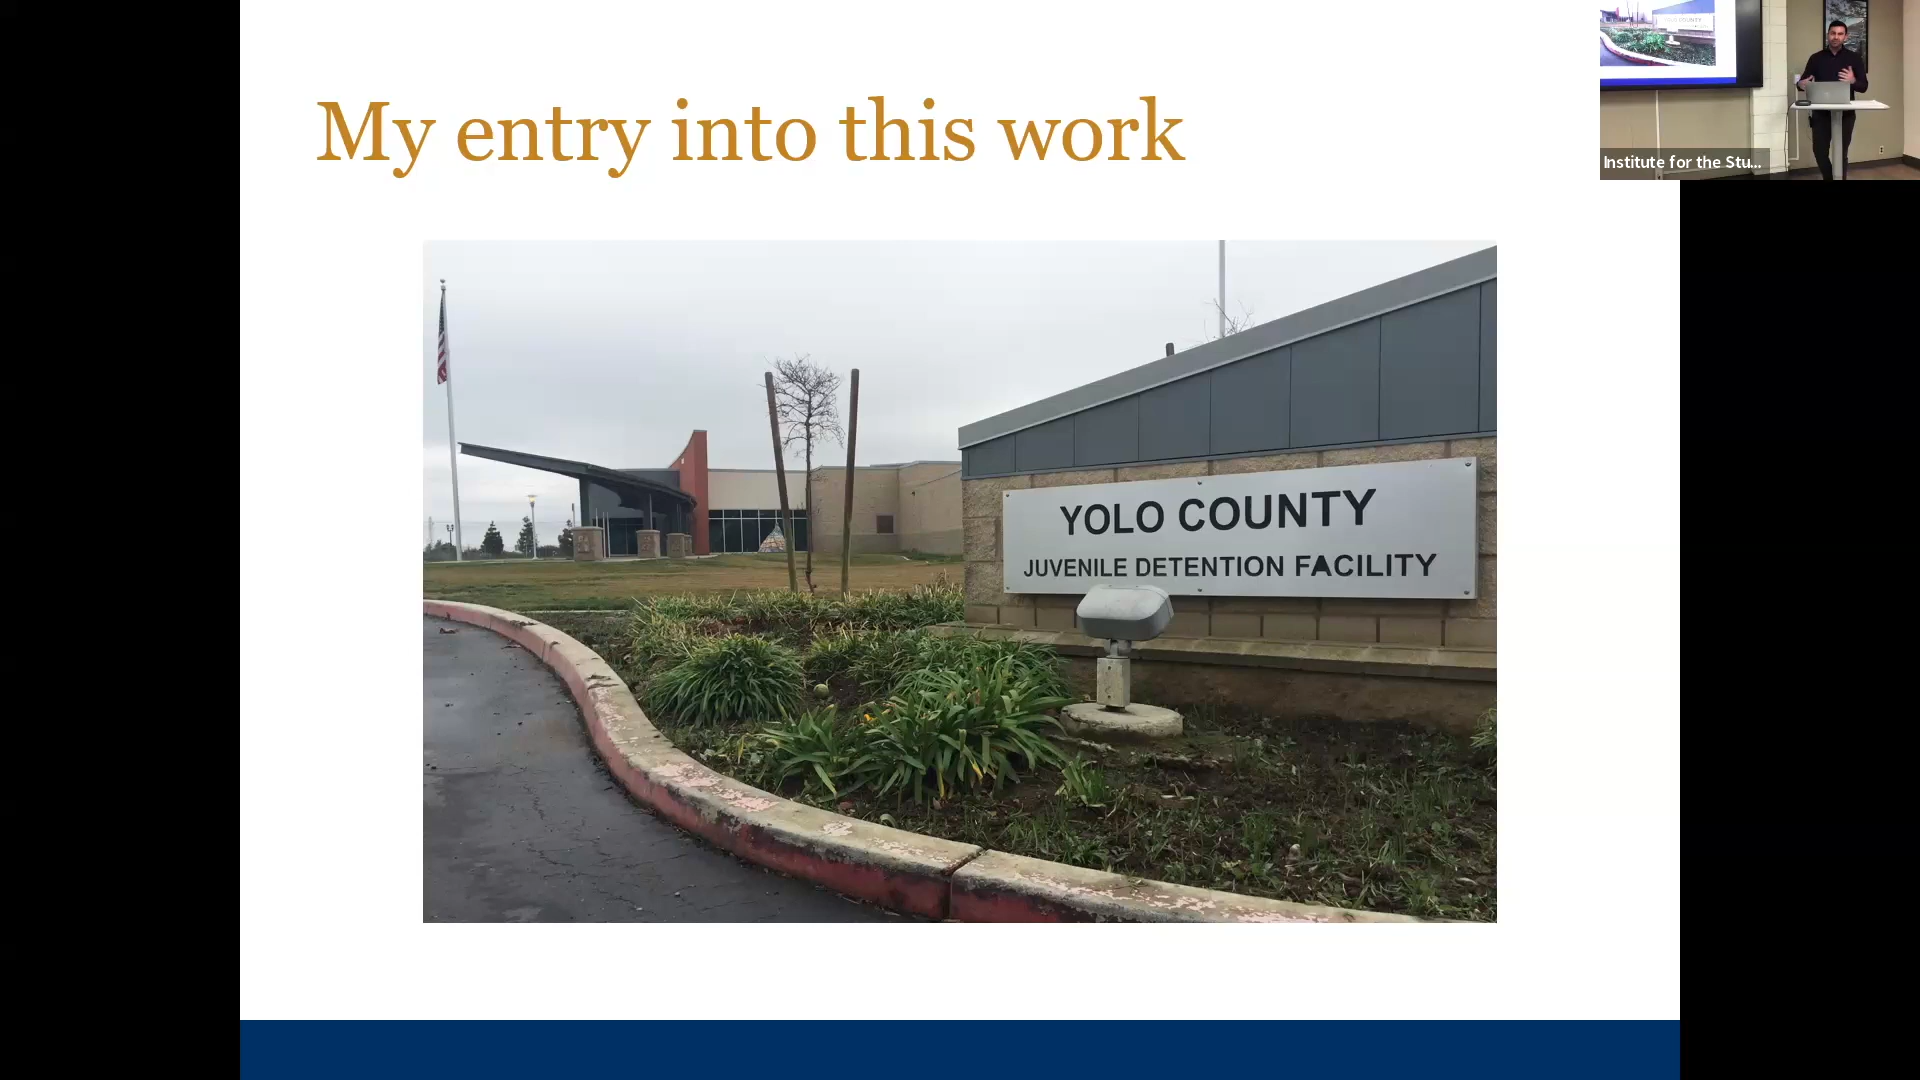 My entry into this work
YOLO COUNTY
JUVENILE DETENTION FACILITY
Institute for the Stu...